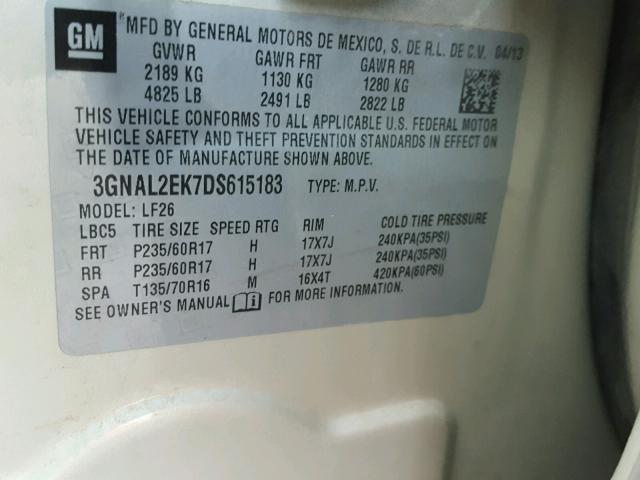 GM
MFD BY GENERAL MOTORS DE MEXICO, S. DE R.L. DE C.V. 04/13
GVWR GAWR FRT GAWR RR
2189 KG 1130 KG 1280 KG
4825 LB 2491 LB 2822 LB
THIS VEHICLE CONFORMS TO ALL APPLICABLE U.S. FEDERAL MOTOR
VEHICLE SAFETY AND THEFT PREVENTION STANDARDS IN EFFECT ON
THE DATE OF MANUFACTURE SHOWN ABOVE.
3GNAL2EK7DS615183 TYPE: M.P.V.
MODEL: LF26
LBC5 TIRE SIZE SPEED RTG RIM COLD TIRE PRESSURE
FRT P235/60R17 H 17X7J 240KPA(35PSI)
RR P235/60R17 H 17X7J 240KPA(35PSI)
SPA T135/70R16 M 16X4T 420KPA(60PSI)
SEE OWNER'S MANUAL FOR MORE INFORMATION.